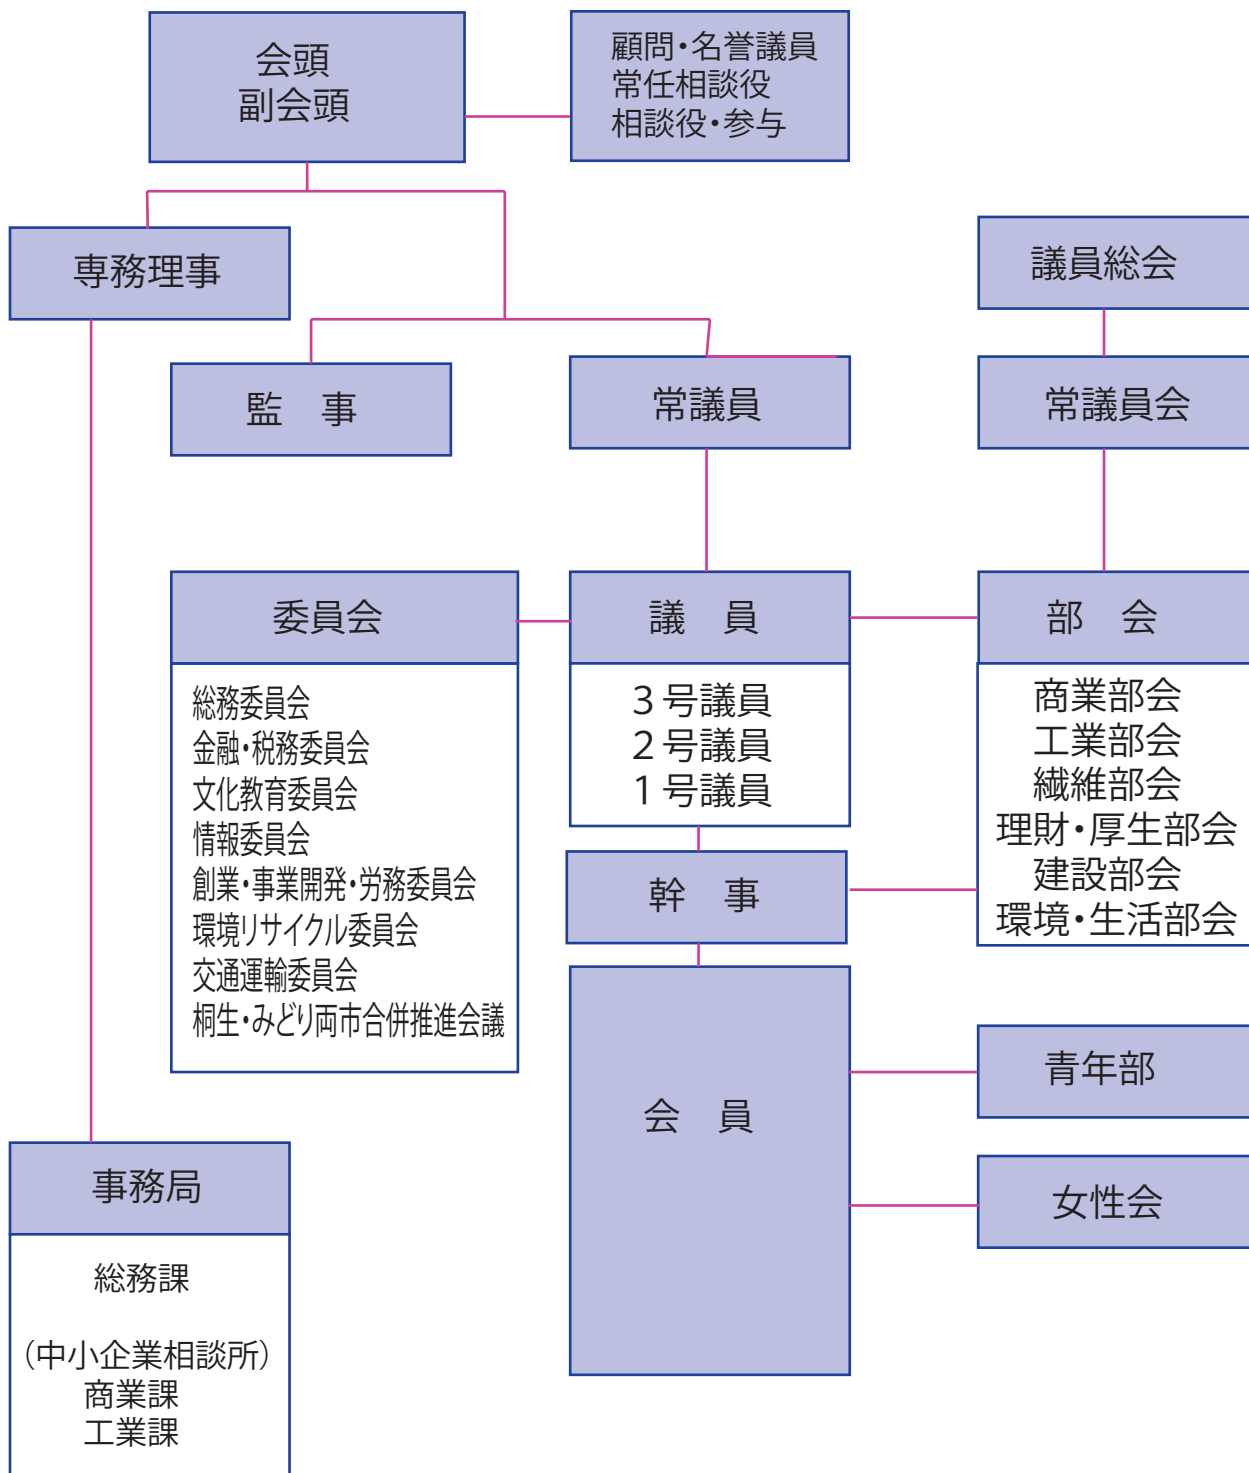 会頭
副会頭
顧問・名誉議員
常任相談役
相談役・参与
専務理事
議員総会
監　事
常議員
常議員会
委員会
総務委員会
金融・税務委員会
文化教育委員会
情報委員会
創業・事業開発・労務委員会
環境リサイクル委員会
交通運輸委員会
桐生・みどり両市合併推進会議
議　員
３号議員
２号議員
１号議員
部　会
商業部会
工業部会
繊維部会
理財・厚生部会
建設部会
環境・生活部会
幹　事
会　員
青年部
女性会
事務局
総務課
（中小企業相談所）
商業課
工業課